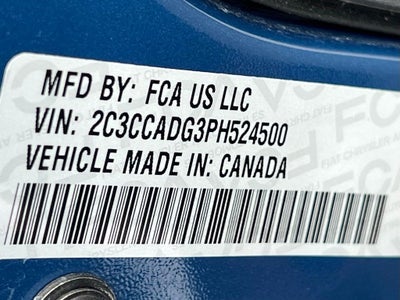 MFD BY: FCA US LLC
VIN: 2C3CCADG3PH524500
VEHICLE MADE IN: CANADA